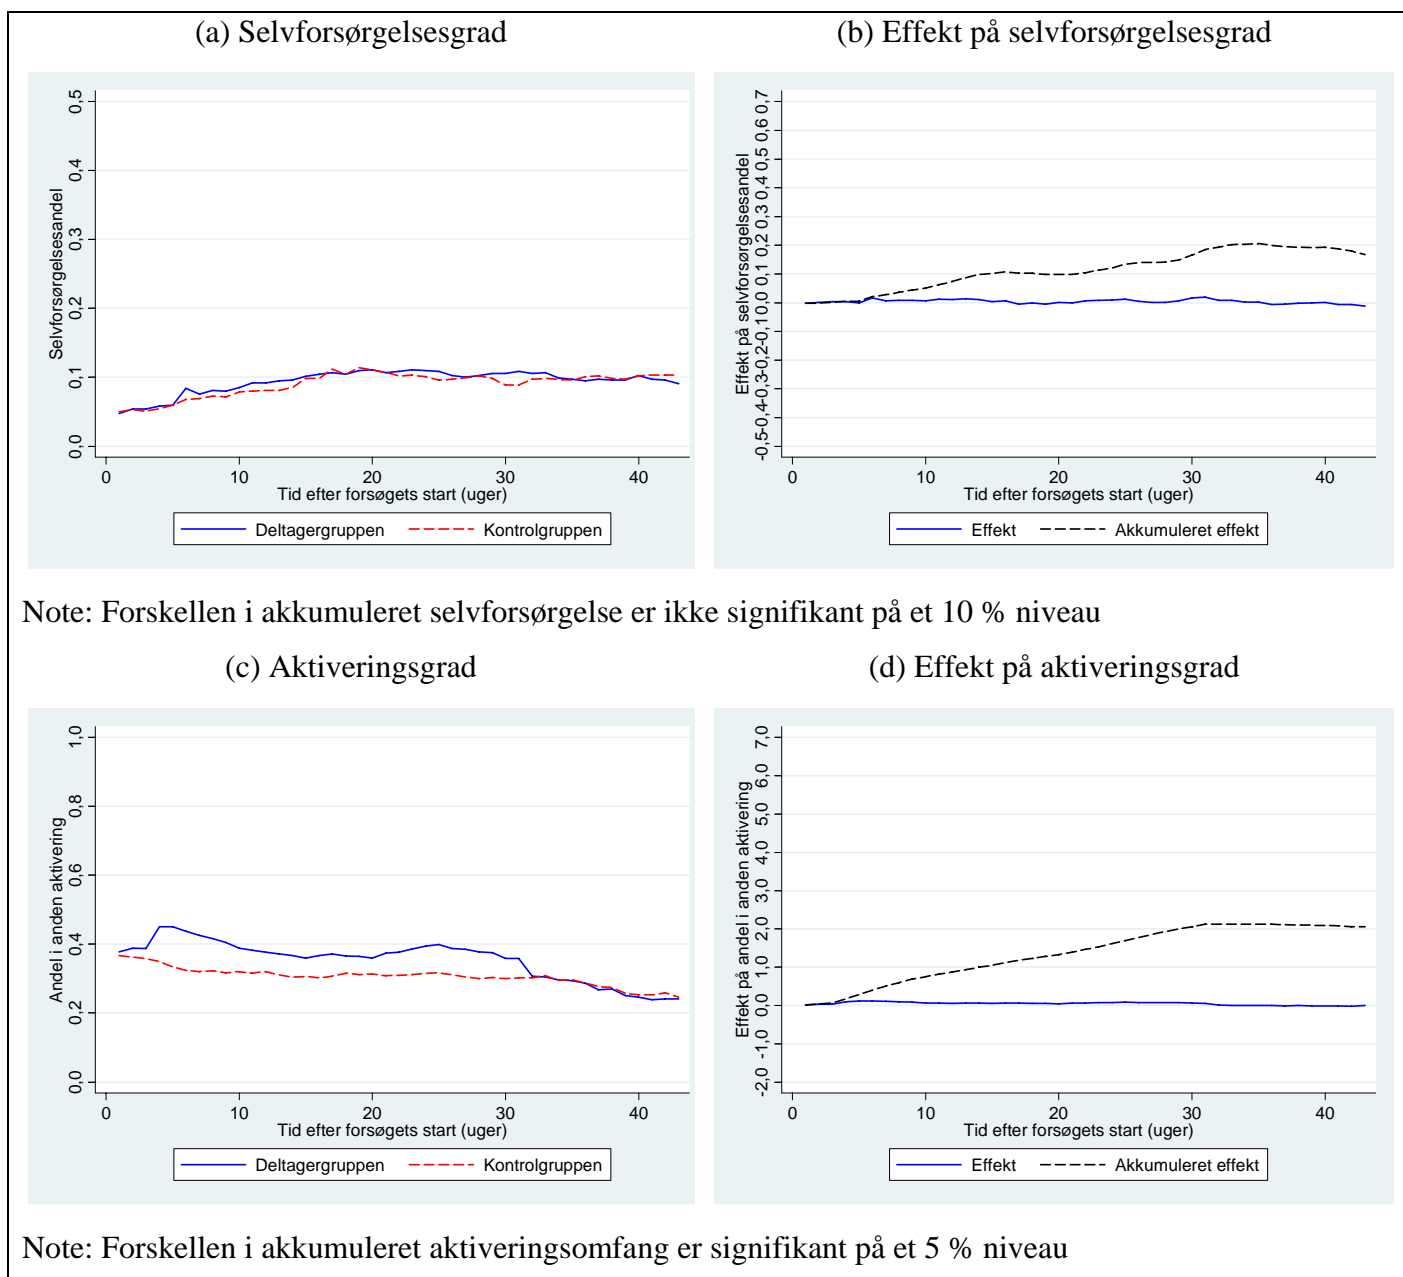 (a) Selvforsørgelsesgrad
(b) Effekt på selvforsørgelsesgrad
Selvforsørgelsesandel
0,5
0,4
0,3
0,2
0,1
0,0
0
10
20
30
40
Tid efter forsøgets start (uger)
Deltagergruppen
Kontrolgruppen
Effekt på selvforsørgelsesandel
0,7
0,6
0,5
0,4
0,3
0,2
0,1
0,0
-0,1
-0,2
-0,3
-0,4
-0,5
0
10
20
30
40
Tid efter forsøgets start (uger)
Effekt
Akkumuleret effekt
Note: Forskellen i akkumuleret selvforsørgelse er ikke signifikant på et 10 % niveau
(c) Aktiveringsgrad
(d) Effekt på aktiveringsgrad
Andel i anden aktivering
1,0
0,8
0,6
0,4
0,2
0,0
0
10
20
30
40
Tid efter forsøgets start (uger)
Deltagergruppen
Kontrolgruppen
Effekt på andel i anden aktivering
7,0
6,0
5,0
4,0
3,0
2,0
1,0
0,0
-1,0
-2,0
0
10
20
30
40
Tid efter forsøgets start (uger)
Effekt
Akkumuleret effekt
Note: Forskellen i akkumuleret aktiveringsomfang er signifikant på et 5 % niveau